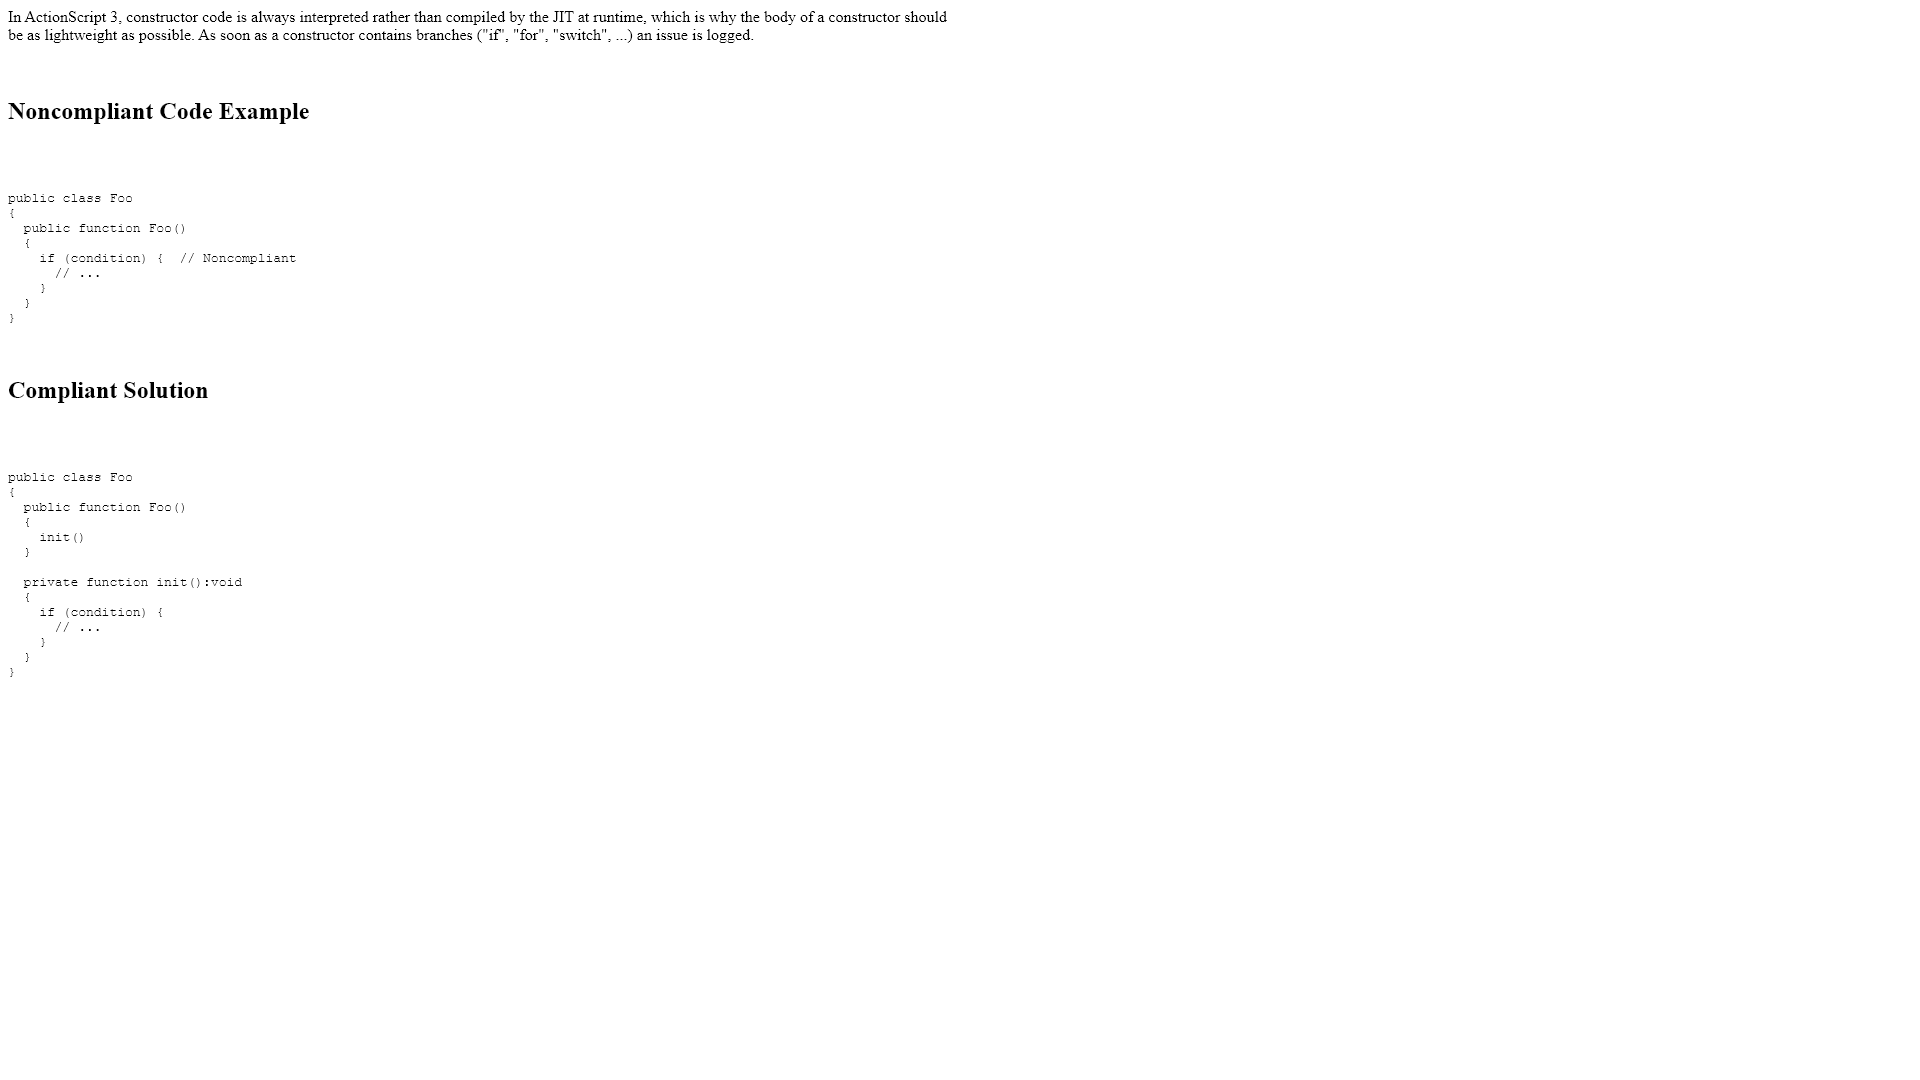 In ActionScript 3, constructor code is always interpreted rather than compiled by the JIT at runtime, which is why the body of a constructor should
be as lightweight as possible. As soon as a constructor contains branches ("if", "for", "switch", ...) an issue is logged.
Noncompliant Code Example
public class Foo
{
  public function Foo()
  {
    if (condition) {  // Noncompliant
      // ...
    }
  }
}
Compliant Solution
public class Foo
{
  public function Foo()
  {
    init()
  }
  private function init():void
  {
    if (condition) {
      // ...
    }
  }
}